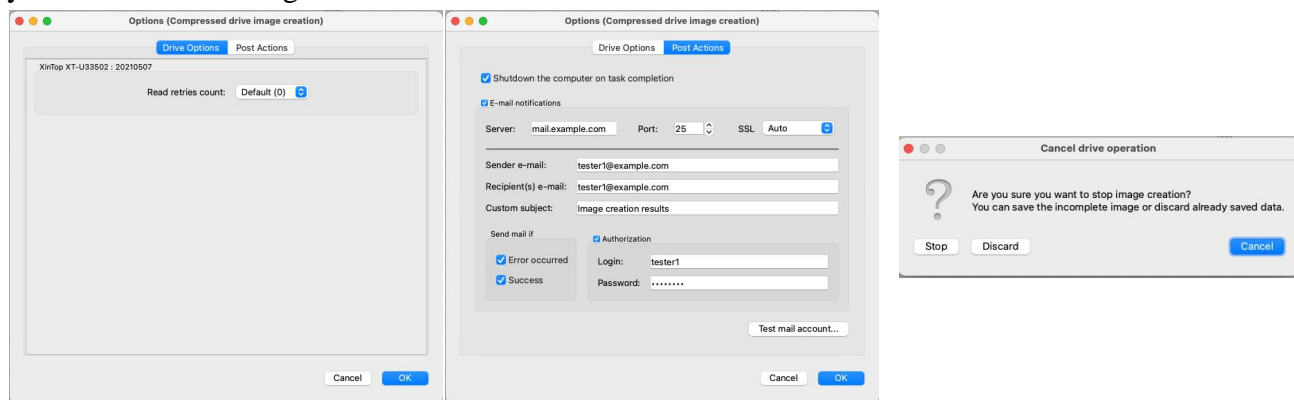 Options (Compressed drive image creation)
Drive Options Post Actions
XinTop XT-U33502 : 20210507
Read retries count: Default (0)
Cancel OK
Options (Compressed drive image creation)
Drive Options Post Actions
Shutdown the computer on task completion
E-mail notifications
Server: mail.example.com Port: 25 SSL Auto
Sender e-mail: tester1@example.com
Recipient(s) e-mail: tester1@example.com
Custom subject: Image creation results
Send mail if
Error occurred
Success
Authorization
Login: tester1
Password: ••••••••
Test mail account...
Cancel OK
Cancel drive operation
Are you sure you want to stop image creation?
You can save the incomplete image or discard already saved data.
Stop Discard Cancel